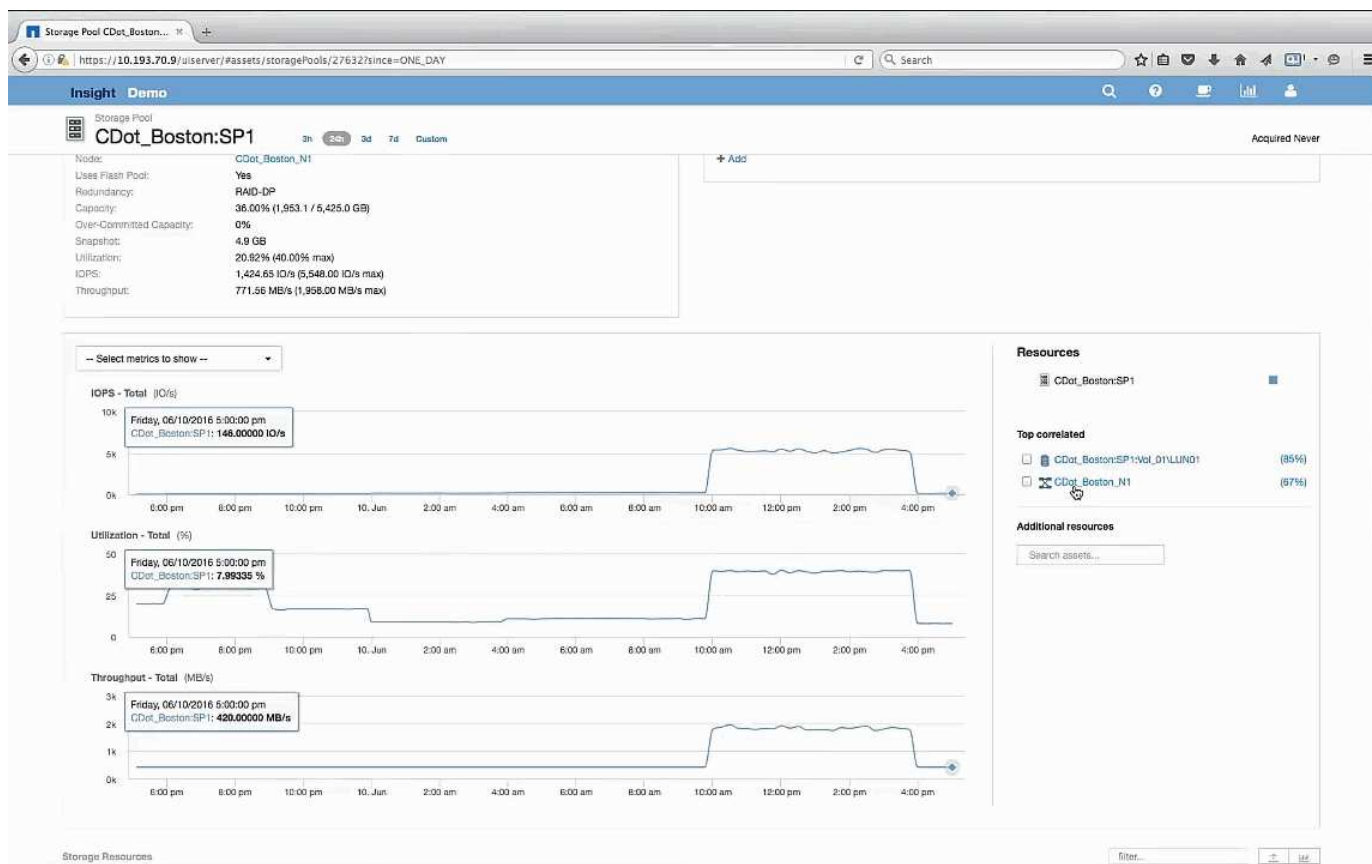 Storage Pool CDot_Boston...
https://10.193.70.9/uiserver/#assets/storagePools/27632?since=ONE_DAY
Search
Insight Demo
Storage Pool
CDot_Boston:SP1 3h 24h 3d 7d Custom
Acquired Never
Node: CDot_Boston_N1
Uses Flash Pool: Yes
Redundancy: RAID-DP
Capacity: 36.00% (1,953.1 / 5,425.0 GB)
Over-Committed Capacity: 0%
Snapshot: 4.9 GB
Utilization: 20.92% (40.00% max)
IOPS: 1,424.65 IO/s (5,548.00 IO/s max)
Throughput: 771.56 MB/s (1,958.00 MB/s max)
+ Add
-- Select metrics to show --
IOPS - Total (IO/s)
10k
5k
0k
Friday, 06/10/2016 5:00:00 pm
CDot_Boston:SP1: 146.00000 IO/s
6:00 pm 8:00 pm 10:00 pm 10. Jun 2:00 am 4:00 am 6:00 am 8:00 am 10:00 am 12:00 pm 2:00 pm 4:00 pm
Utilization - Total (%)
50
25
0
Friday, 06/10/2016 5:00:00 pm
CDot_Boston:SP1: 7.99335 %
6:00 pm 8:00 pm 10:00 pm 10. Jun 2:00 am 4:00 am 6:00 am 8:00 am 10:00 am 12:00 pm 2:00 pm 4:00 pm
Throughput - Total (MB/s)
3k
2k
1k
0k
Friday, 06/10/2016 5:00:00 pm
CDot_Boston:SP1: 420.00000 MB/s
6:00 pm 8:00 pm 10:00 pm 10. Jun 2:00 am 4:00 am 6:00 am 8:00 am 10:00 am 12:00 pm 2:00 pm 4:00 pm
Resources
CDot_Boston:SP1
Top correlated
CDot_Boston:SP1:Vol_01\LUN01 (85%)
CDot_Boston_N1 (67%)
Additional resources
Search assets...
Storage Resources
filter...